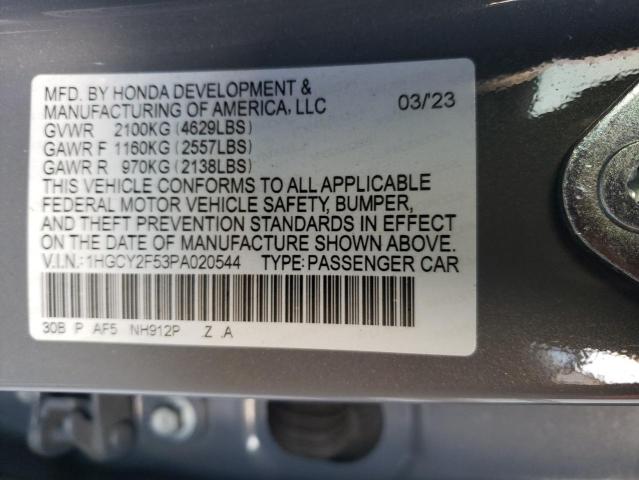 MFD. BY HONDA DEVELOPMENT &
MANUFACTURING OF AMERICA, LLC 03/'23
GVWR 2100KG (4629LBS)
GAWR F 1160KG (2557LBS)
GAWR R 970KG (2138LBS)
THIS VEHICLE CONFORMS TO ALL APPLICABLE
FEDERAL MOTOR VEHICLE SAFETY, BUMPER,
AND THEFT PREVENTION STANDARDS IN EFFECT
ON THE DATE OF MANUFACTURE SHOWN ABOVE.
V.I.N.:1HGCY2F53PA020544 TYPE:PASSENGER CAR
30B P AF5 NH912P Z A